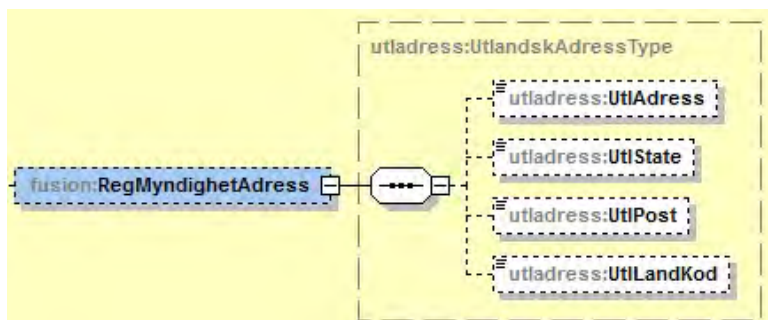 utladress:UtlandskAdressType
utladress:UtlAdress
utladress:UtlState
fusion:RegMyndighetAdress
utladress:UtlPost
utladress:UtlLandKod